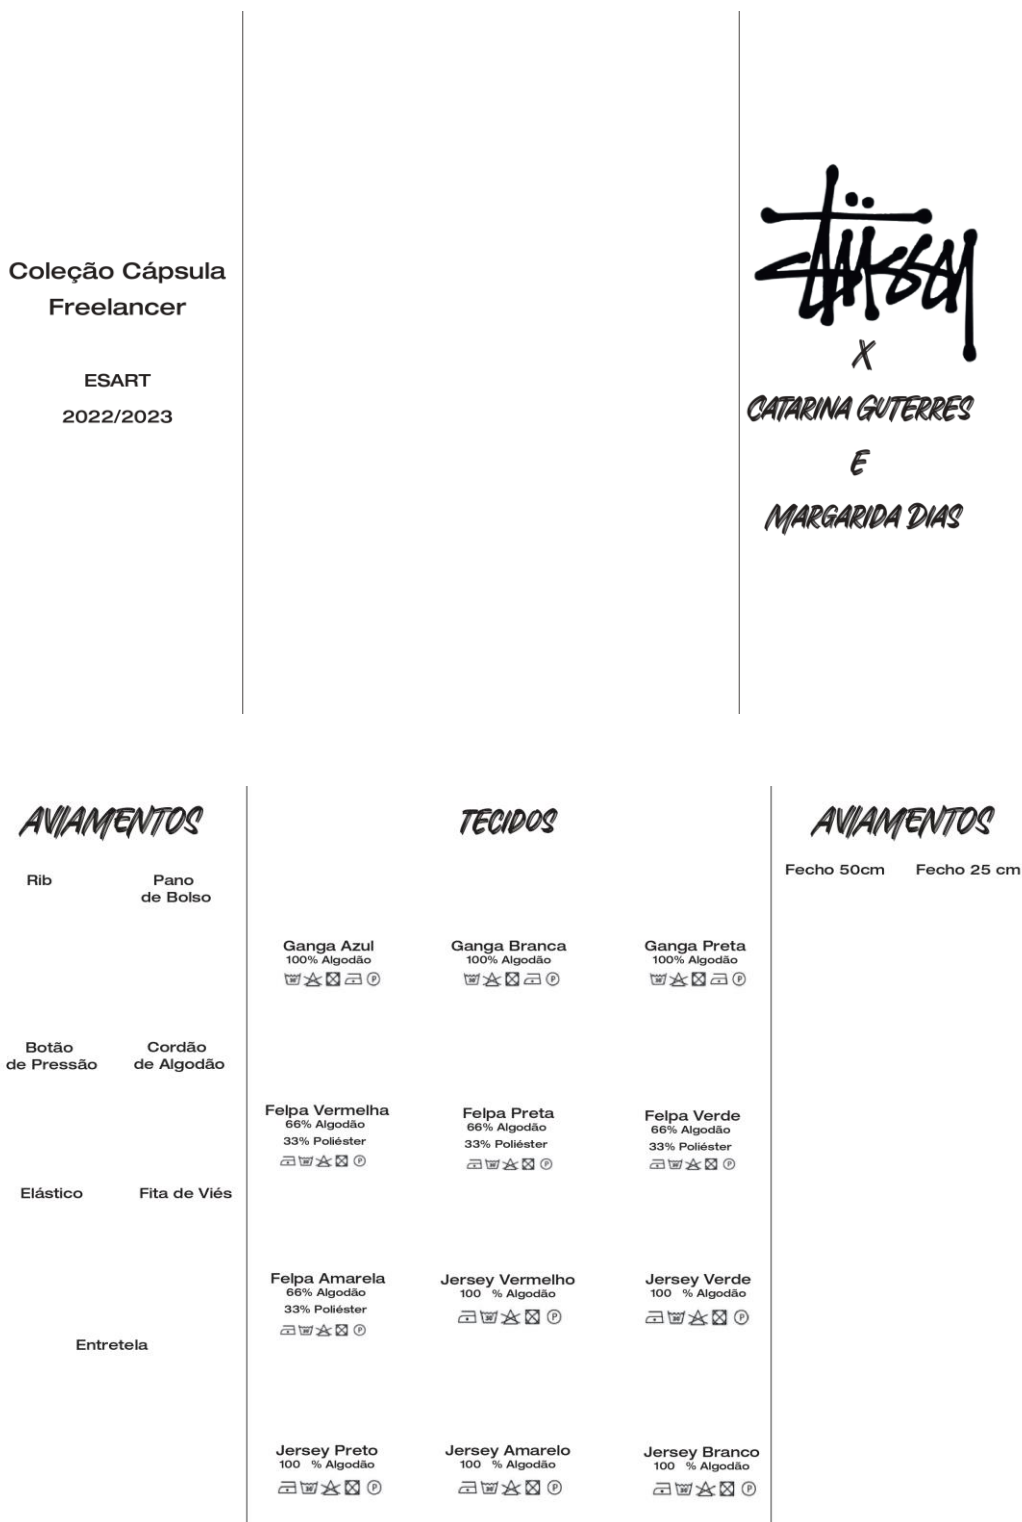 Coleção Cápsula
Freelancer
ESART
2022/2023
Stüssy
X
CATARINA GUTERRES
E
MARGARIDA DIAS
AVIAMENTOS
Rib
Pano
de Bolso
Botão
de Pressão
Cordão
de Algodão
Elástico
Fita de Viés
Entretela
TECIDOS
Ganga Azul
100% Algodão
Ganga Branca
100% Algodão
Ganga Preta
100% Algodão
Felpa Vermelha
66% Algodão
33% Poliéster
Felpa Preta
66% Algodão
33% Poliéster
Felpa Verde
66% Algodão
33% Poliéster
Felpa Amarela
66% Algodão
33% Poliéster
Jersey Vermelho
100 % Algodão
Jersey Verde
100 % Algodão
Jersey Preto
100 % Algodão
Jersey Amarelo
100 % Algodão
Jersey Branco
100 % Algodão
AVIAMENTOS
Fecho 50cm
Fecho 25 cm